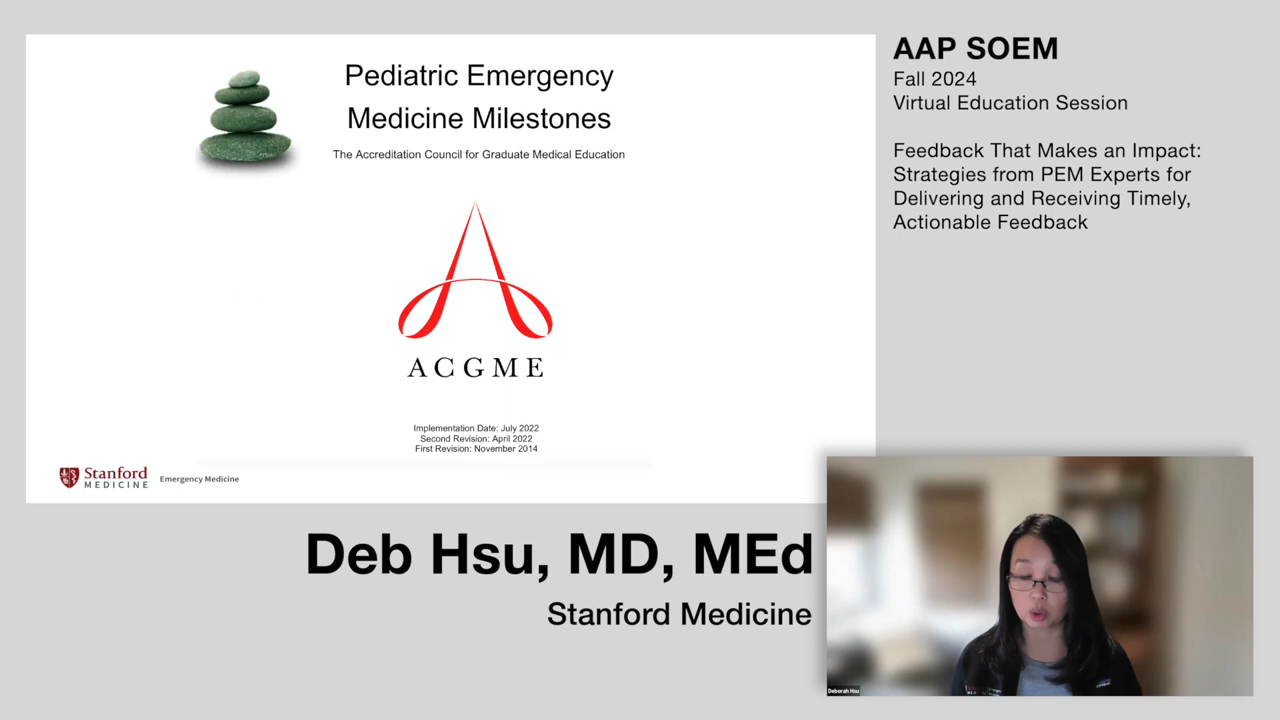 Pediatric Emergency
Medicine Milestones
The Accreditation Council for Graduate Medical Education
ACGME
Implementation Date: July 2022
Second Revision: April 2022
First Revision: November 2014
Stanford
MEDICINE
Emergency Medicine
AAP SOEM
Fall 2024
Virtual Education Session
Feedback That Makes an Impact:
Strategies from PEM Experts for
Delivering and Receiving Timely,
Actionable Feedback
Deb Hsu, MD, MEd
Stanford Medicine
Deborah Hsu